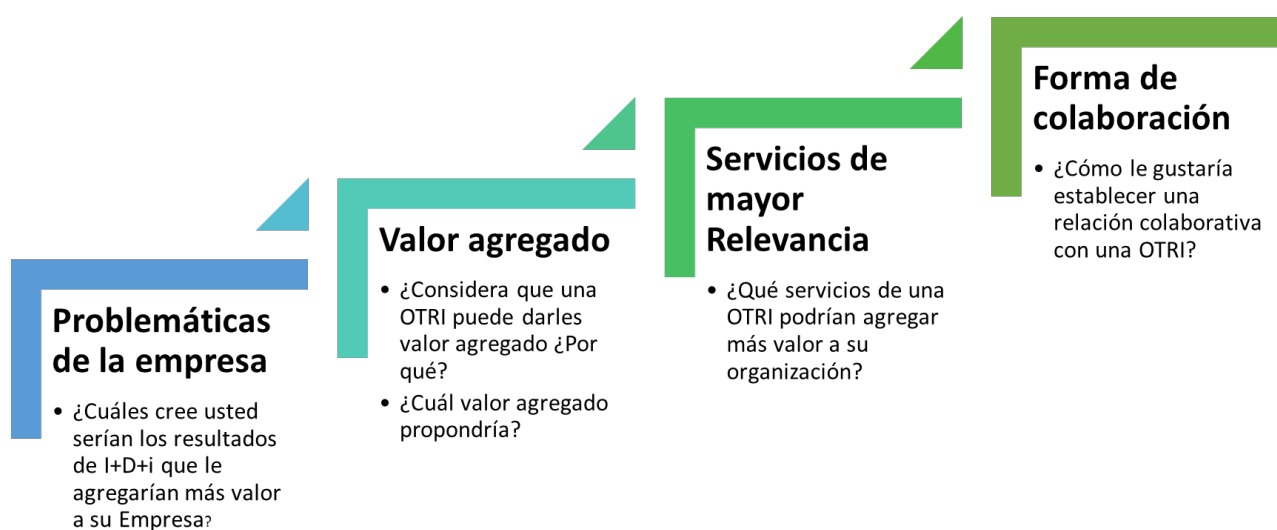 Problemáticas
de la empresa
• ¿Cuáles cree usted
serían los resultados
de I+D+i que le
agregarían más valor
a su Empresa?
Valor agregado
• ¿Considera que una
OTRI puede darles
valor agregado ¿Por
qué?
• ¿Cuál valor agregado
propondría?
Servicios de
mayor
Relevancia
• ¿Qué servicios de una
OTRI podrían agregar
más valor a su
organización?
Forma de
colaboración
• ¿Cómo le gustaría
establecer una
relación colaborativa
con una OTRI?